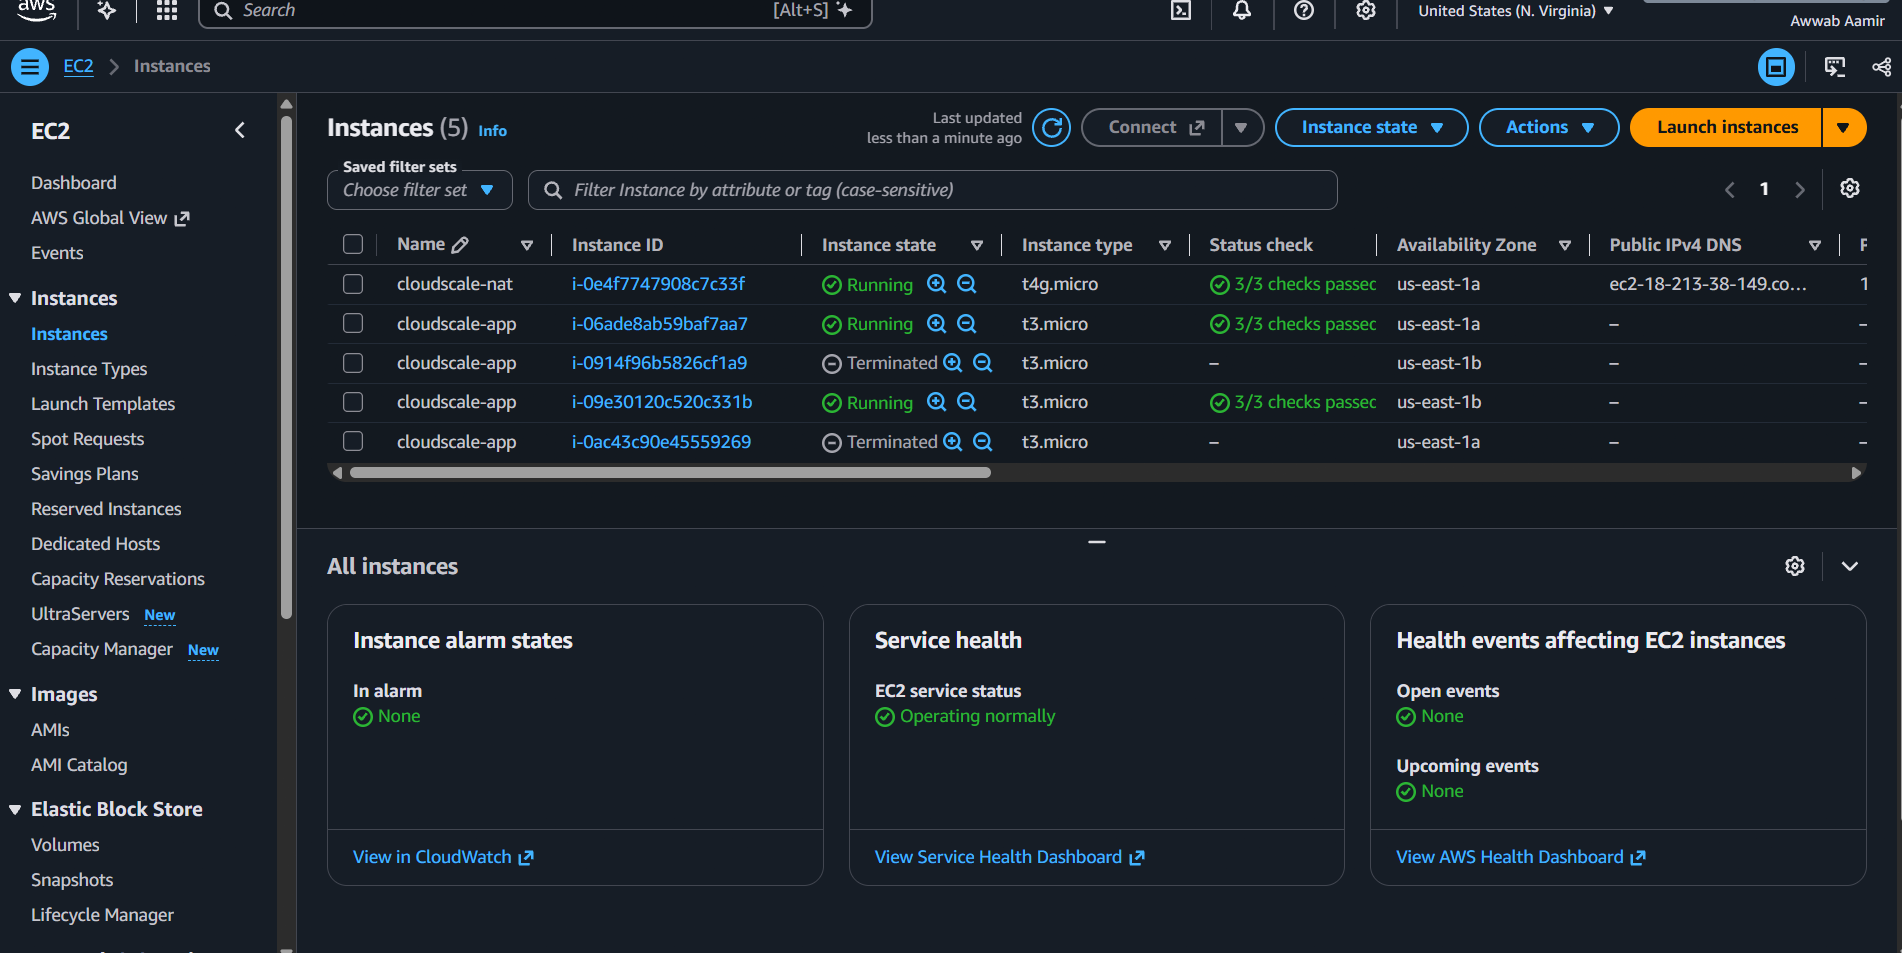 aws
Search [Alt+S]
United States (N. Virginia)
Awwab Aamir
EC2 Instances
EC2
Dashboard
AWS Global View
Events
Instances
Instances
Instance Types
Launch Templates
Spot Requests
Savings Plans
Reserved Instances
Dedicated Hosts
Capacity Reservations
UltraServers New
Capacity Manager New
Images
AMIs
AMI Catalog
Elastic Block Store
Volumes
Snapshots
Lifecycle Manager
Instances (5) Info
Last updated
less than a minute ago
Connect
Instance state
Actions
Launch instances
Saved filter sets
Choose filter set
Filter Instance by attribute or tag (case-sensitive)
1
Name Instance ID Instance state Instance type Status check Availability Zone Public IPv4 DNS
cloudscale-nat i-0e4f7747908c7c33f Running t4g.micro 3/3 checks passed us-east-1a ec2-18-213-38-149.co... 1
cloudscale-app i-06ade8ab59baf7aa7 Running t3.micro 3/3 checks passed us-east-1a – –
cloudscale-app i-0914f96b5826cf1a9 Terminated t3.micro – us-east-1b – –
cloudscale-app i-09e30120c520c331b Running t3.micro 3/3 checks passed us-east-1b – –
cloudscale-app i-0ac43c90e45559269 Terminated t3.micro – us-east-1a – –
All instances
Instance alarm states
In alarm
None
View in CloudWatch
Service health
EC2 service status
Operating normally
View Service Health Dashboard
Health events affecting EC2 instances
Open events
None
Upcoming events
None
View AWS Health Dashboard